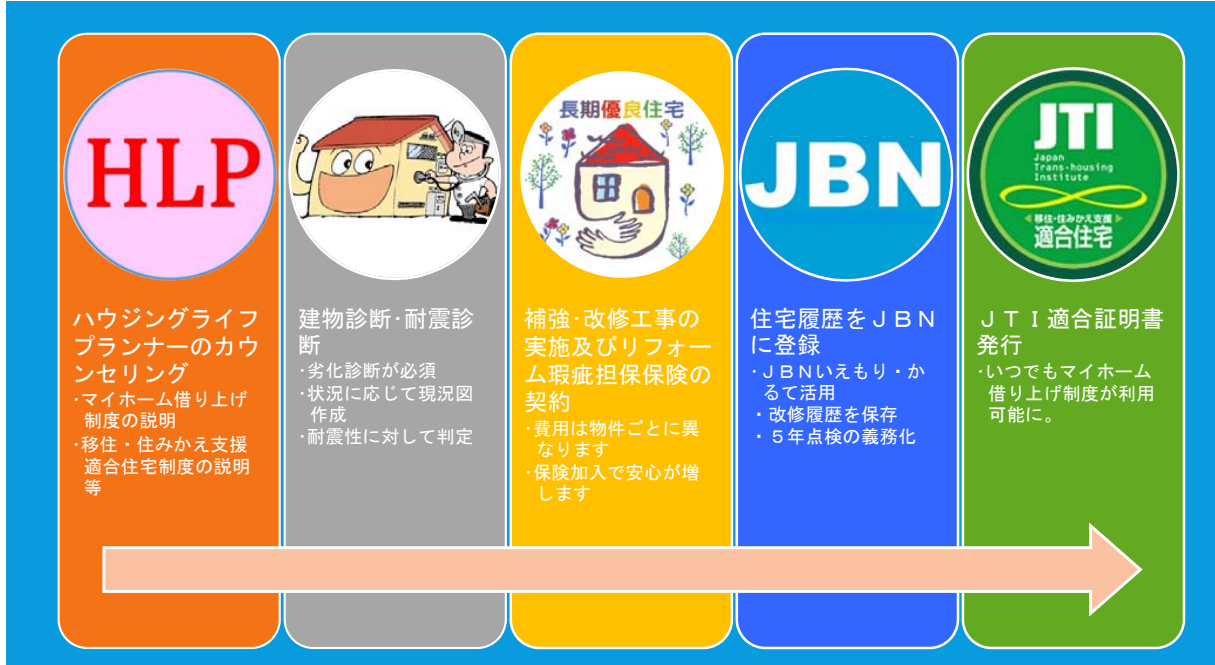 HLP
ハウジングライフ
プランナーのカウ
ンセリング
･マイホーム借り上げ
制度の説明
･移住・住みかえ支援
適合住宅制度の説明
等
建物診断･耐震診
断
･劣化診断が必須
･状況に応じて現況図
作成
･耐震性に対して判定
長期優良住宅
補強･改修工事の
実施及びリフォー
ム瑕疵担保保険の
契約
･費用は物件ごとに異
なります
･保険加入で安心が増
します
JBN
住宅履歴をＪＢＮ
に登録
･ＪＢＮいえもり・か
るて活用
・改修履歴を保存
・５年点検の義務化
JTI
Japan
Trans-housing
Institute
移住・住みかえ支援
適合住宅
ＪＴＩ適合証明書
発行
･いつでもマイホーム
借り上げ制度が利用
可能に。